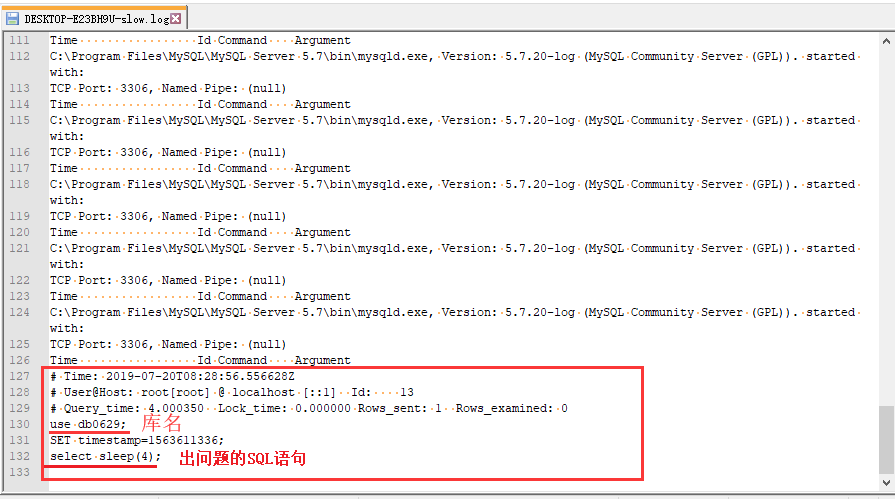 DESKTOP-E23BH9U-slow.log
111 Time Id Command Argument
112 C:\Program Files\MySQL\MySQL Server 5.7\bin\mysqld.exe, Version: 5.7.20-log (MySQL Community Server (GPL)). started
with:
113 TCP Port: 3306, Named Pipe: (null)
114 Time Id Command Argument
115 C:\Program Files\MySQL\MySQL Server 5.7\bin\mysqld.exe, Version: 5.7.20-log (MySQL Community Server (GPL)). started
with:
116 TCP Port: 3306, Named Pipe: (null)
117 Time Id Command Argument
118 C:\Program Files\MySQL\MySQL Server 5.7\bin\mysqld.exe, Version: 5.7.20-log (MySQL Community Server (GPL)). started
with:
119 TCP Port: 3306, Named Pipe: (null)
120 Time Id Command Argument
121 C:\Program Files\MySQL\MySQL Server 5.7\bin\mysqld.exe, Version: 5.7.20-log (MySQL Community Server (GPL)). started
with:
122 TCP Port: 3306, Named Pipe: (null)
123 Time Id Command Argument
124 C:\Program Files\MySQL\MySQL Server 5.7\bin\mysqld.exe, Version: 5.7.20-log (MySQL Community Server (GPL)). started
with:
125 TCP Port: 3306, Named Pipe: (null)
126 Time Id Command Argument
127 # Time: 2019-07-20T08:28:56.556628Z
128 # User@Host: root[root] @ localhost [::1] Id: 13
129 # Query_time: 4.000350 Lock_time: 0.000000 Rows_sent: 1 Rows_examined: 0
130 use db0629; 库名
131 SET timestamp=1563611336;
132 select sleep(4); 出问题的SQL语句
133